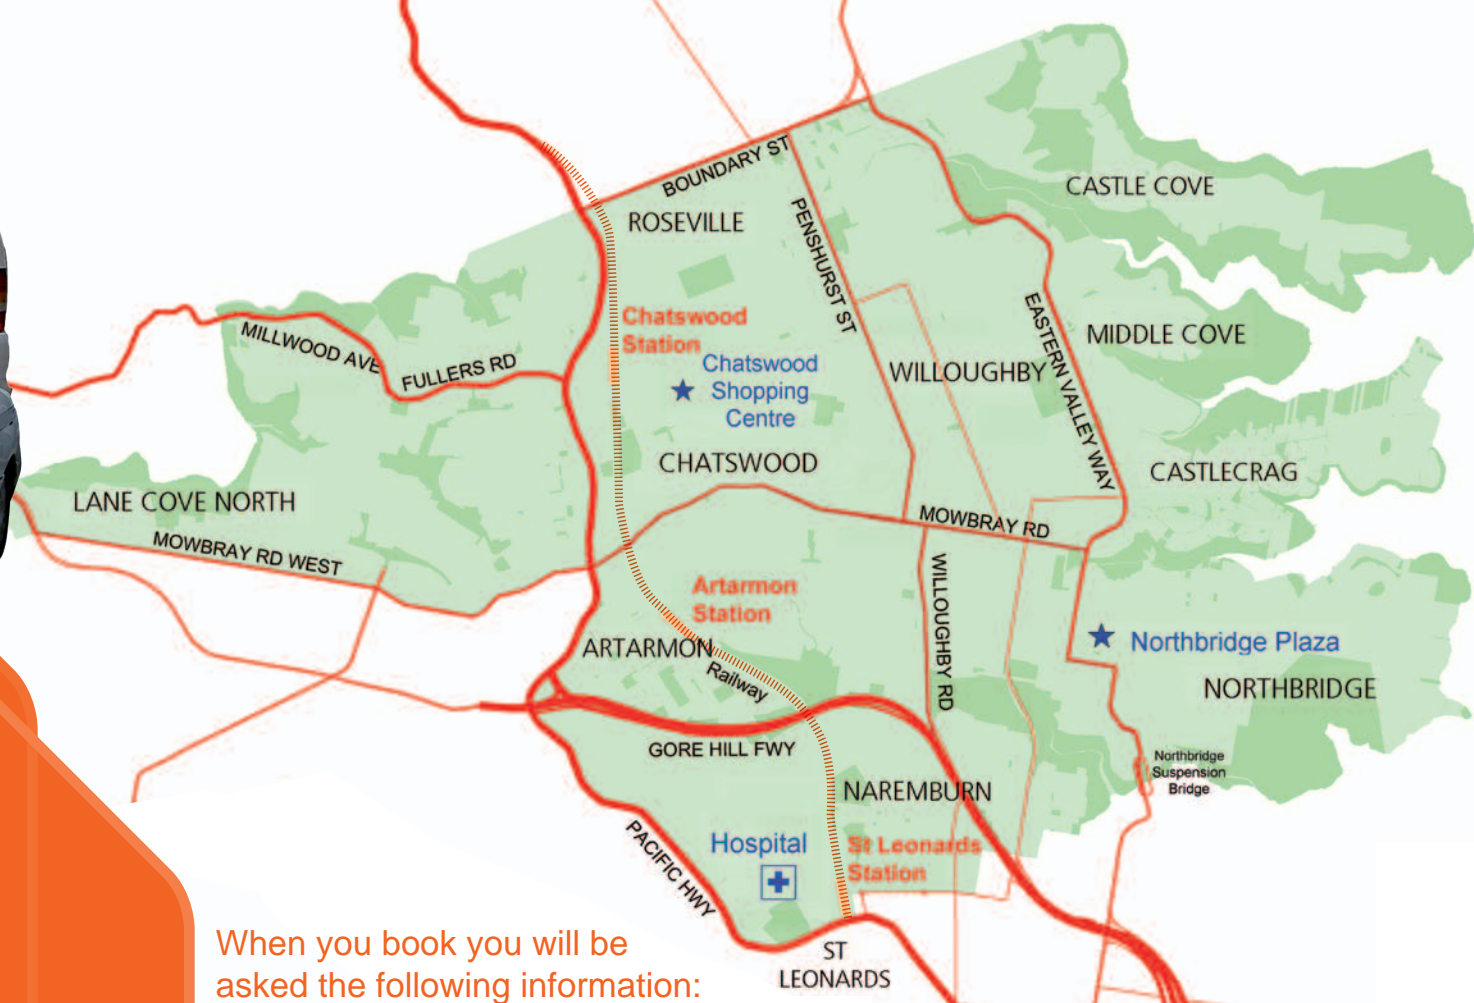 BOUNDARY ST
CASTLE COVE
ROSEVILLE
PENSHURST ST
Chatswood
Station
EASTERN VALLEY WAY
MIDDLE COVE
MILLWOOD AVE
FULLERS RD
Chatswood
Shopping
Centre
WILLOUGHBY
CHATSWOOD
CASTLECRAG
LANE COVE NORTH
MOWBRAY RD
MOWBRAY RD WEST
WILLOUGHBY RD
Artarmon
Station
ARTARMON
Railway
Northbridge Plaza
NORTHBRIDGE
GORE HILL FWY
Northbridge
Suspension
Bridge
NAREMBURN
PACIFIC HWY
Hospital
St Leonards
Station
ST
LEONARDS
When you book you will be
asked the following information: